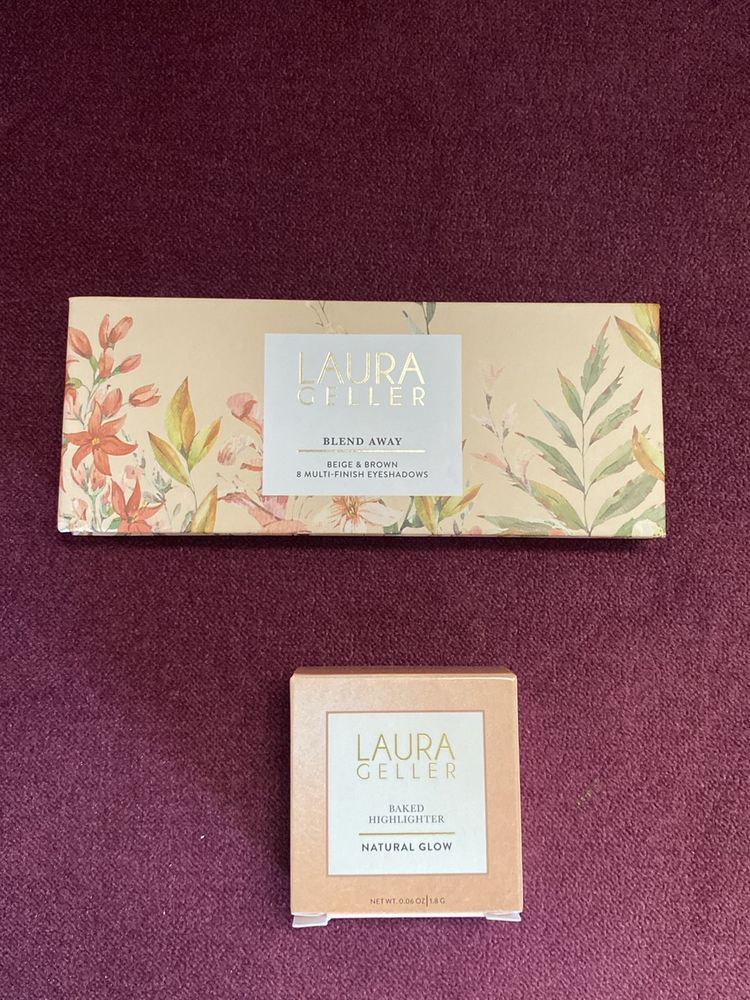 LAURA
GELLER
BLEND AWAY
BEIGE & BROWN
8 MULTI-FINISH EYESHADOWS
LAURA
GELLER
BAKED
HIGHLIGHTER
NATURAL GLOW
NET WT. 0.06 OZ | 1.8 G